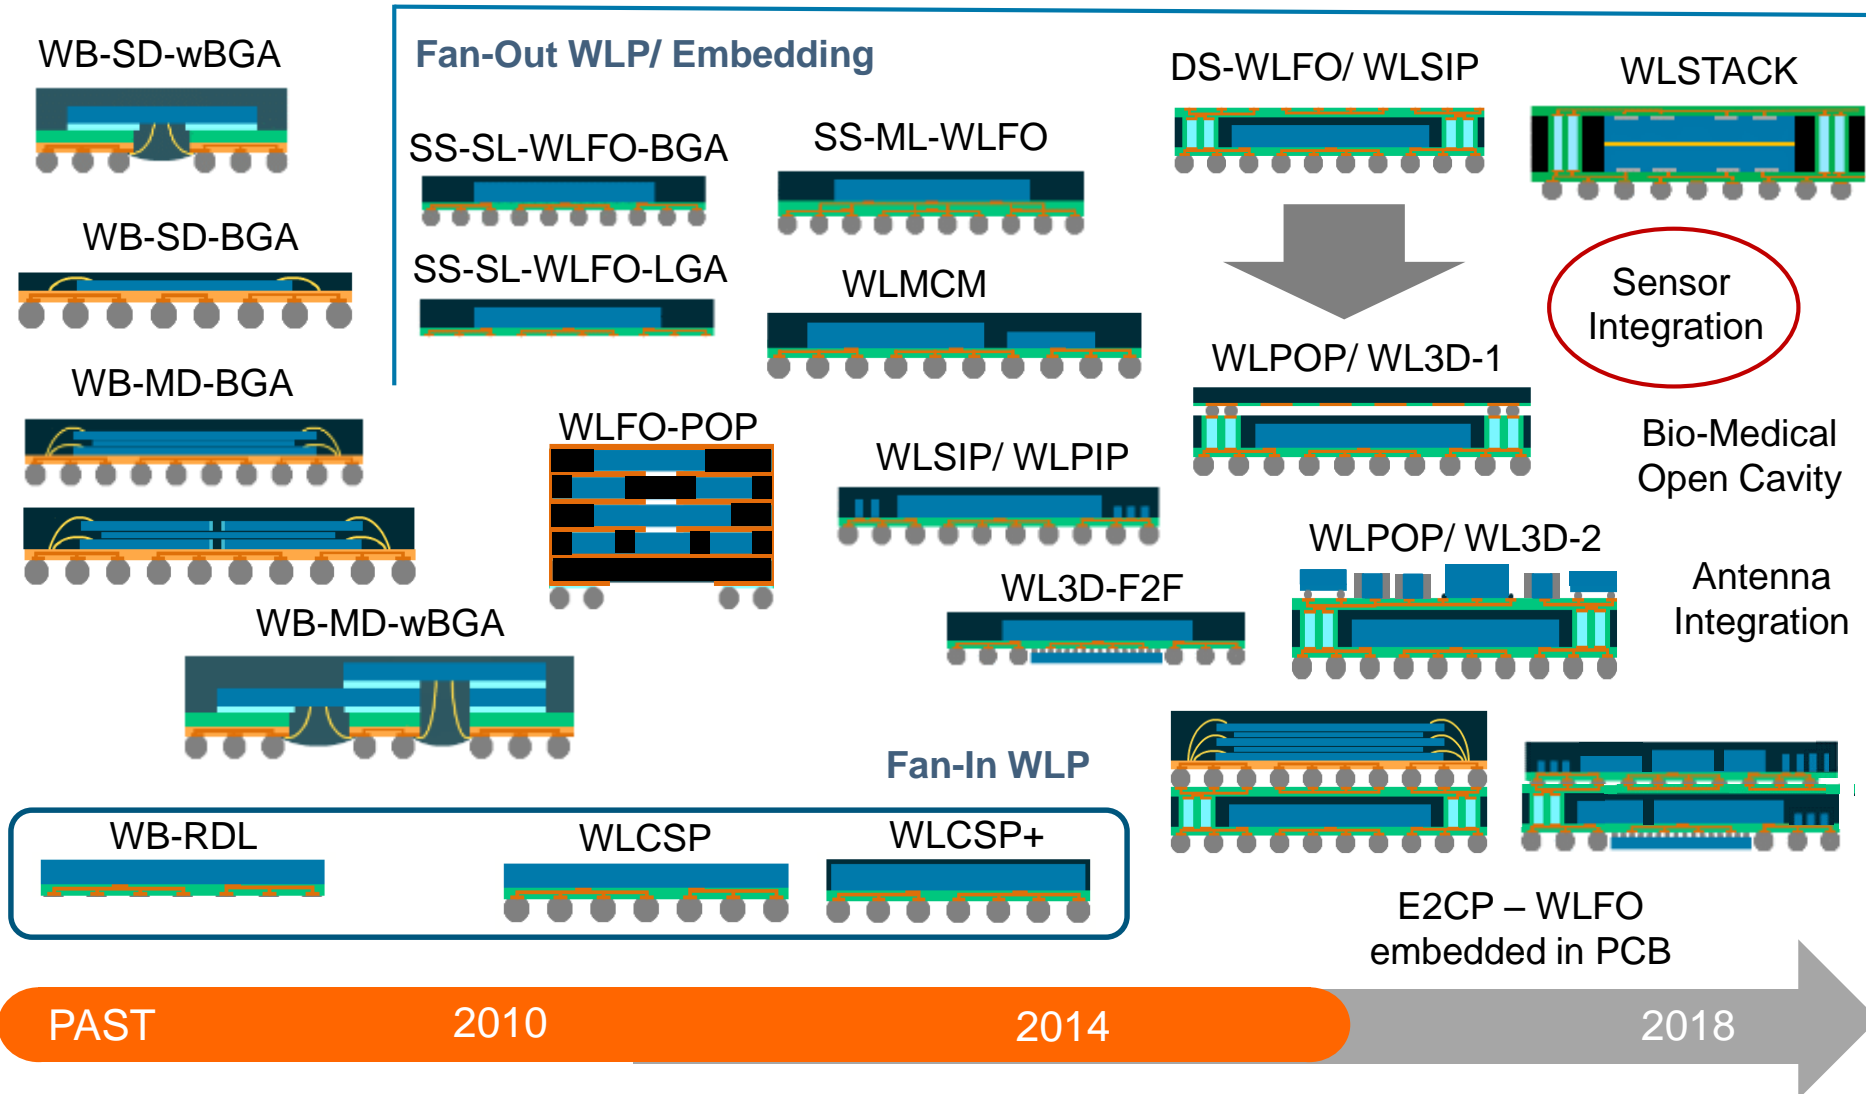 WB-SD-wBGA
WB-SD-BGA
WB-MD-BGA
WB-MD-wBGA
Fan-Out WLP/ Embedding
SS-SL-WLFO-BGA
SS-SL-WLFO-LGA
SS-ML-WLFO
WLMCM
WLFO-POP
WLSIP/ WLPIP
WL3D-F2F
DS-WLFO/ WLSIP
WLSTACK
Sensor
Integration
WLPOP/ WL3D-1
Bio-Medical
Open Cavity
WLPOP/ WL3D-2
Antenna
Integration
Fan-In WLP
WB-RDL
WLCSP
WLCSP+
E2CP – WLFO
embedded in PCB
PAST
2010
2014
2018